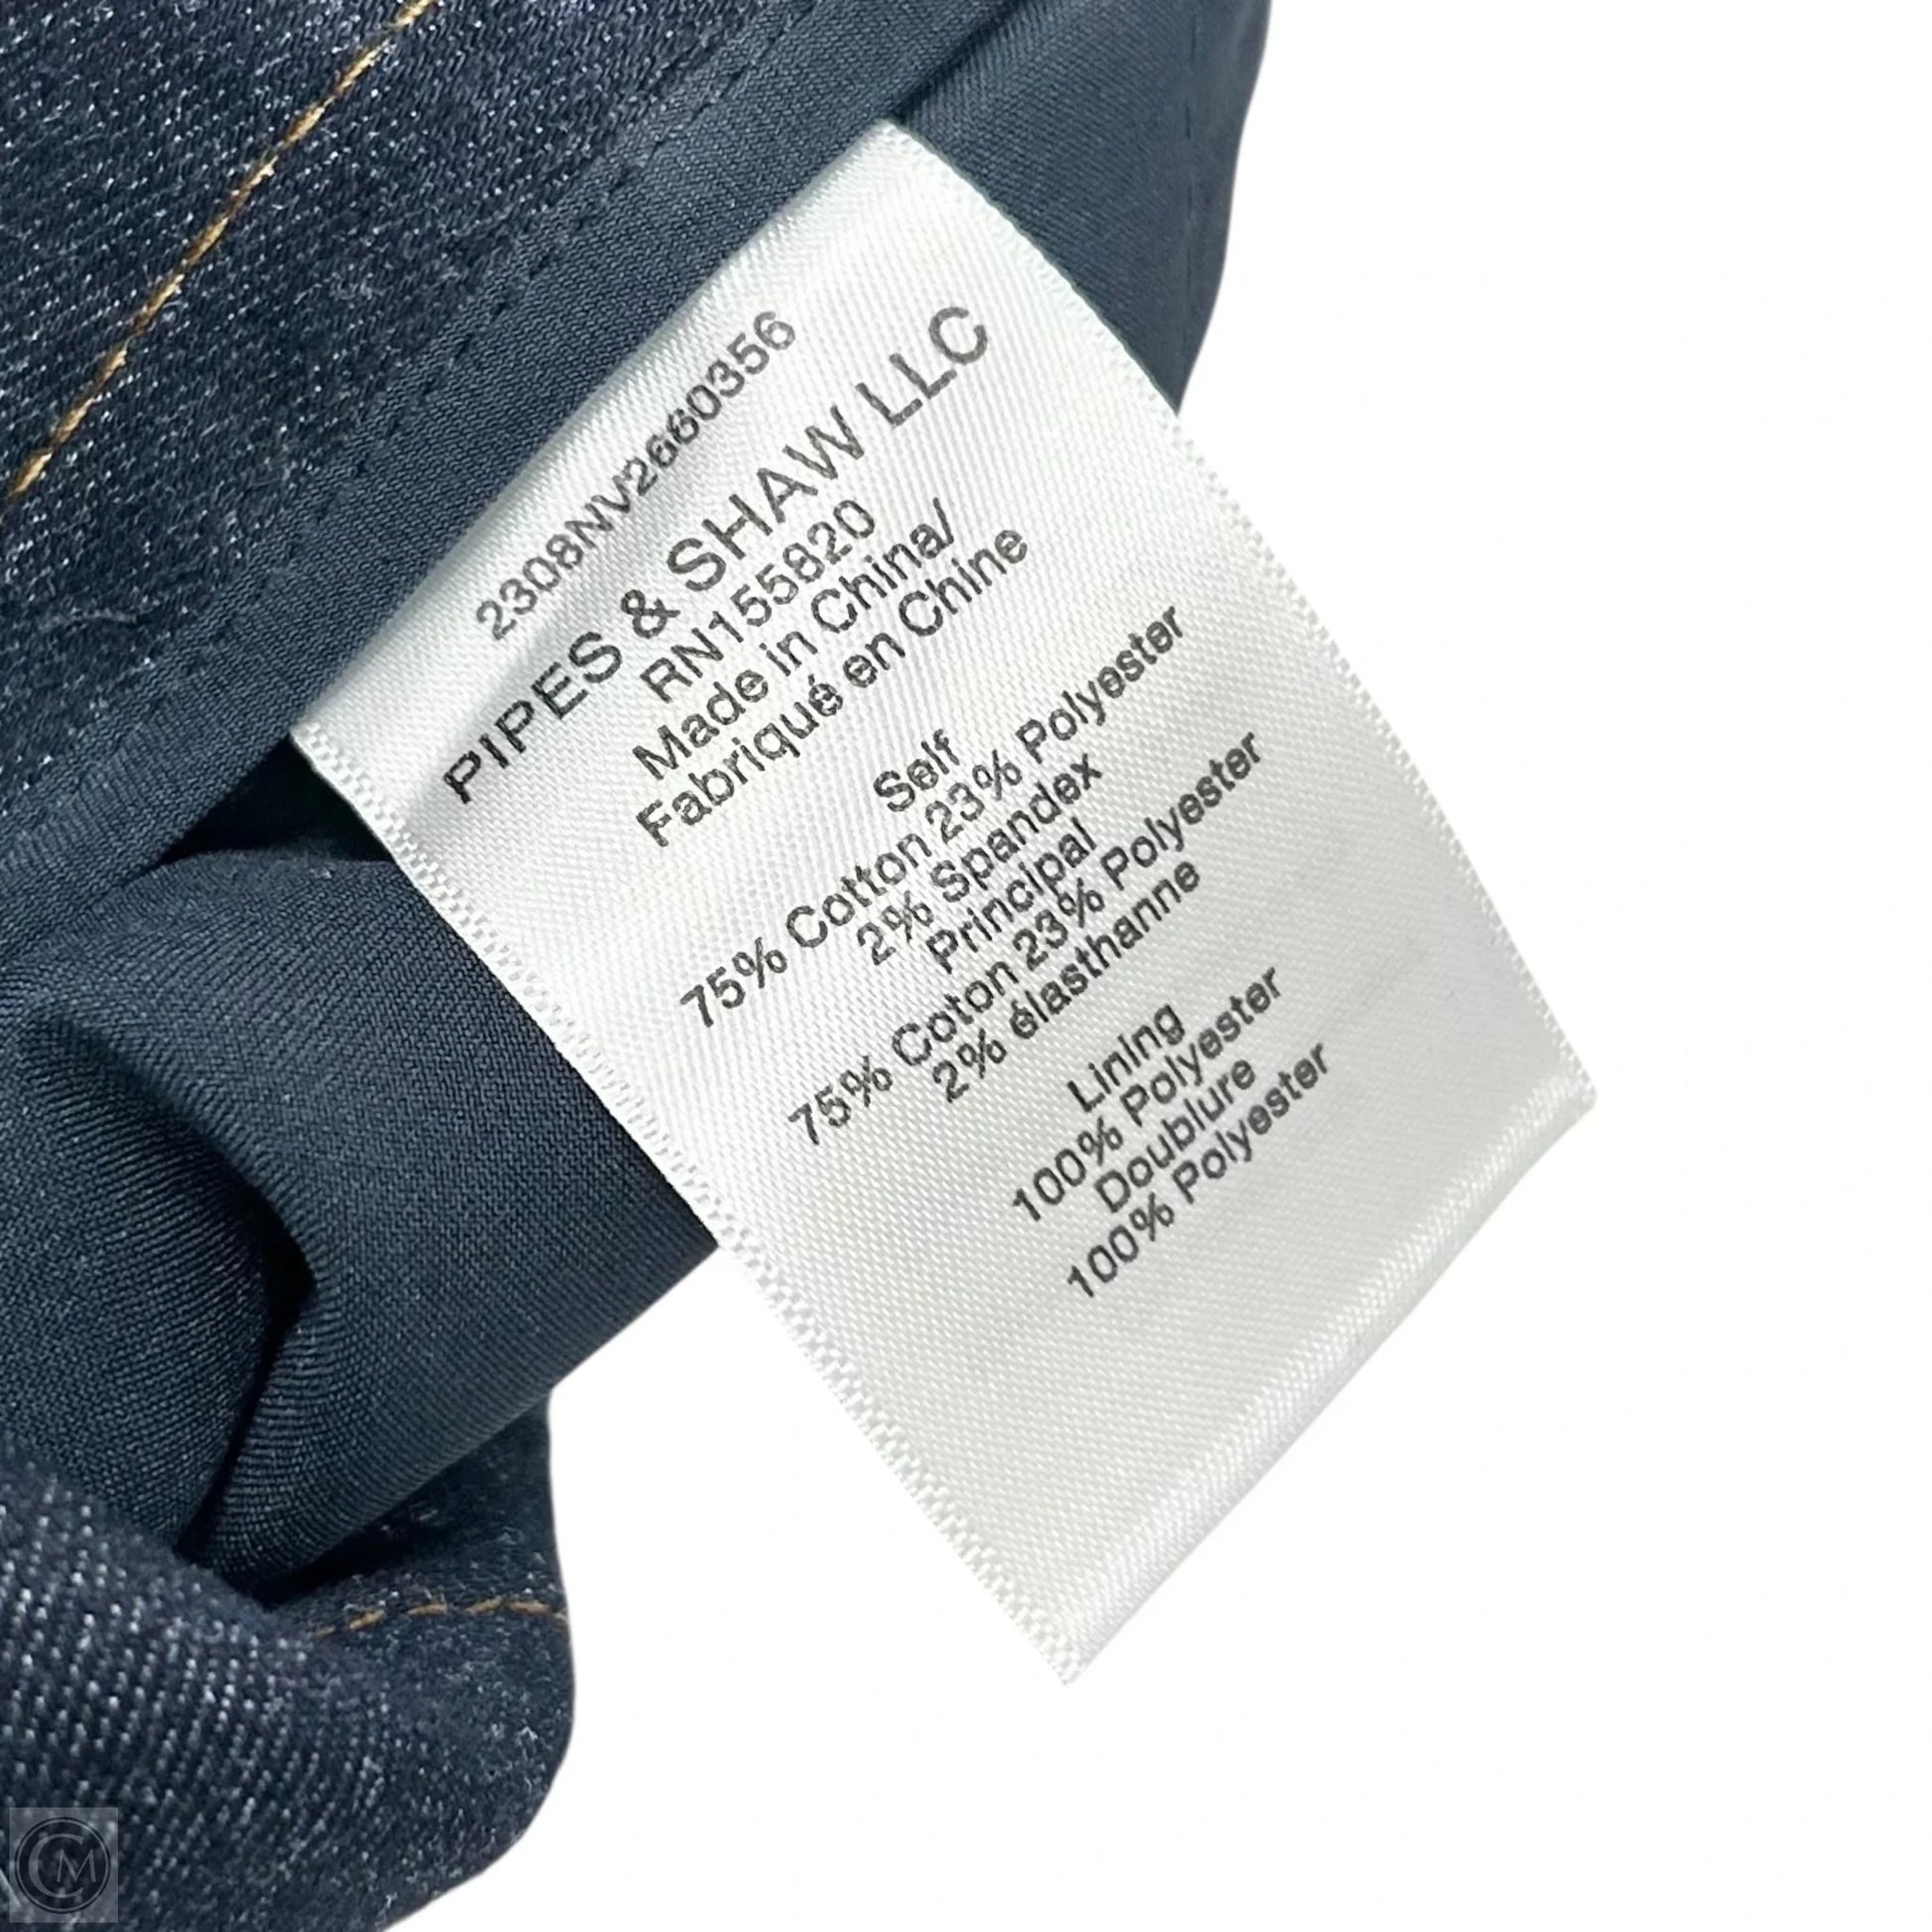 2308NV2660356
PIPES & SHAW LLC
RN155820
Made in China/
Fabriqué en Chine
Self
75% Cotton 23% Polyester
2% Spandex
Principal
75% Coton 23% Polyester
2% élasthanne
Lining
100% Polyester
Doublure
100% Polyester
CM